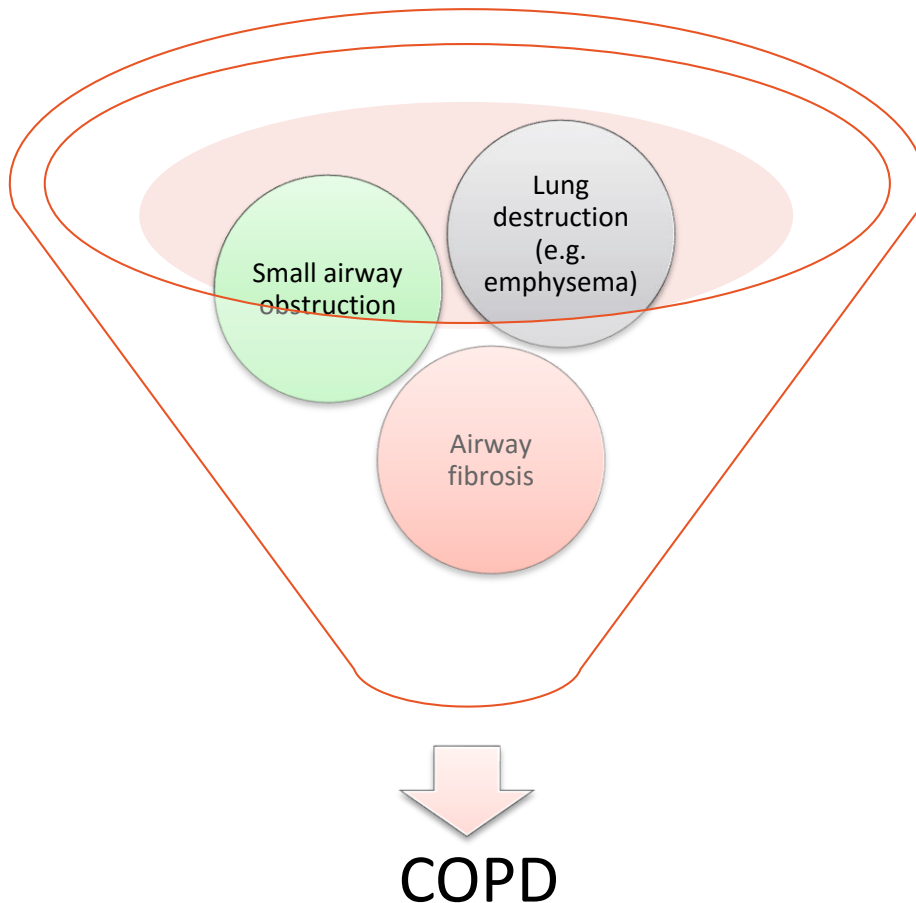 Lung
destruction
(e.g.
emphysema)
Small airway
obstruction
Airway
fibrosis
COPD